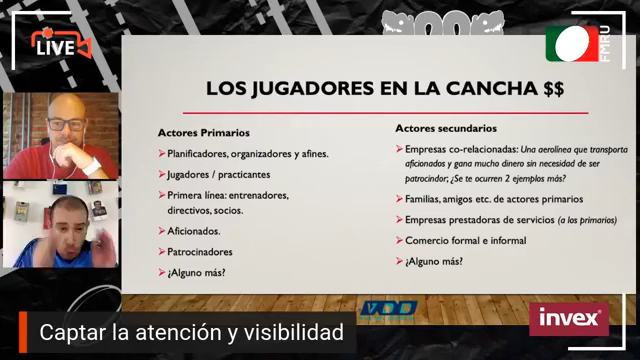 LIVE
FMRU
LOS JUGADORES EN LA CANCHA $$
Actores Primarios
Planificadores, organizadores y afines.
Jugadores / practicantes
Primera línea: entrenadores,
directivos, socios.
Aficionados.
Patrocinadores
¿Alguno más?
Actores secundarios
Empresas co-relacionadas: Una aerolínea que transporta
aficionados y gana mucho dinero sin necesidad de ser
patrocindor; ¿Se te ocurren 2 ejemplos más?
Familias, amigos etc. de actores primarios
Empresas prestadoras de servicios (a los primarios)
Comercio formal e informal
¿Alguno más?
Captar la atención y visibilidad
invex